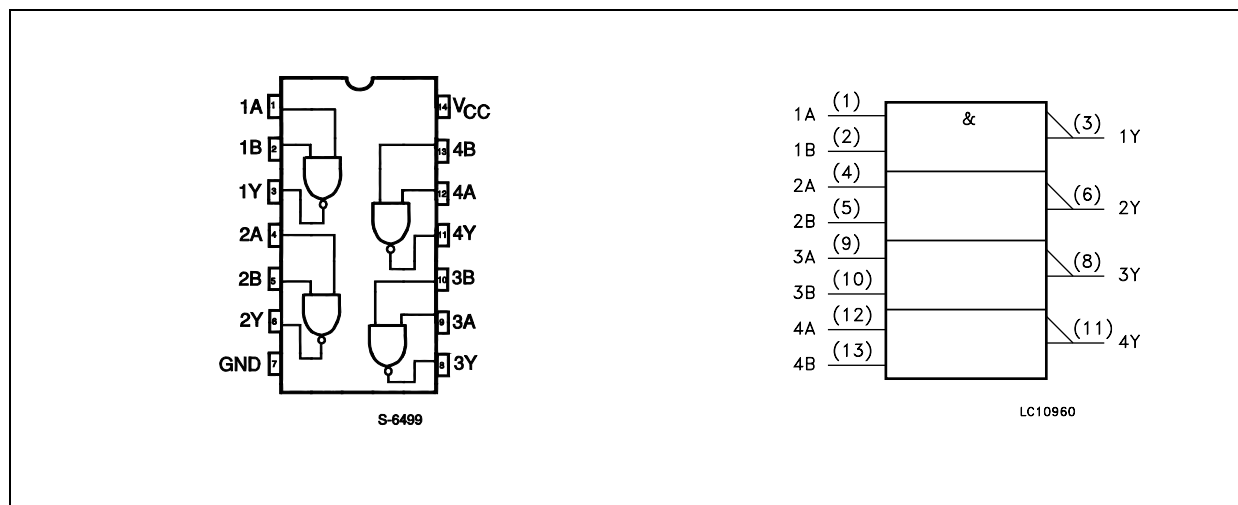 1A 1
1B 2
1Y 3
2A 4
2B 5
2Y 6
GND 7
14 VCC
13 4B
12 4A
11 4Y
10 3B
9 3A
8 3Y
S-6499
&
1A (1)
1B (2)
2A (4)
2B (5)
3A (9)
3B (10)
4A (12)
4B (13)
(3) 1Y
(6) 2Y
(8) 3Y
(11) 4Y
LC10960